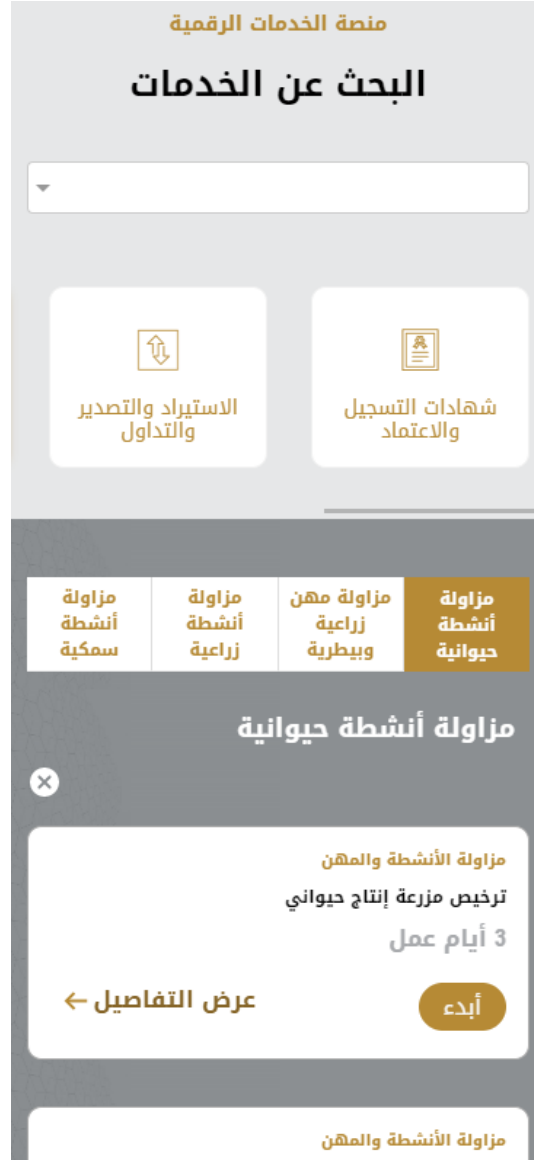 منصة الخدمات الرقمية
البحث عن الخدمات
شهادات التسجيل
والاعتماد
الاستيراد والتصدير
والتداول
مزاولة
أنشطة
حيوانية
مزاولة مهن
زراعية
وبيطرية
مزاولة
أنشطة
زراعية
مزاولة
أنشطة
سمكية
مزاولة أنشطة حيوانية
مزاولة الأنشطة والمهن
ترخيص مزرعة إنتاج حيواني
3 أيام عمل
أبدء
عرض التفاصيل
مزاولة الأنشطة والمهن